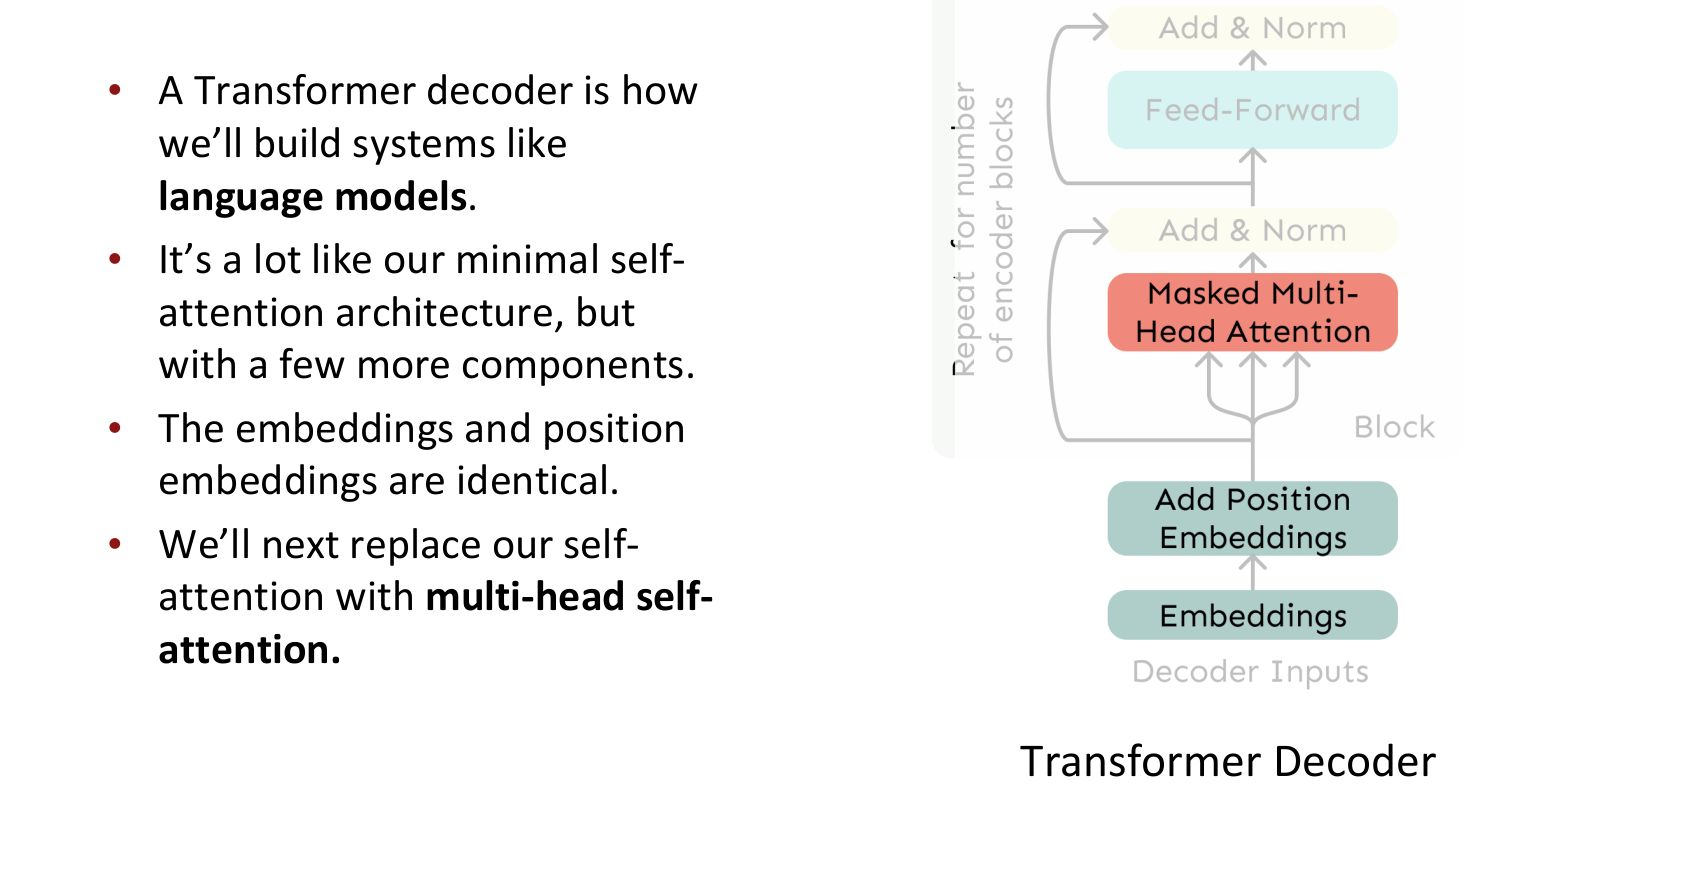 • A Transformer decoder is how
we’ll build systems like
language models.
• It’s a lot like our minimal self-
attention architecture, but
with a few more components.
• The embeddings and position
embeddings are identical.
• We’ll next replace our self-
attention with multi-head self-
attention.
Add & Norm
Feed-Forward
Repeat for number
of encoder blocks
Add & Norm
Masked Multi-
Head Attention
Block
Add Position
Embeddings
Embeddings
Decoder Inputs
Transformer Decoder